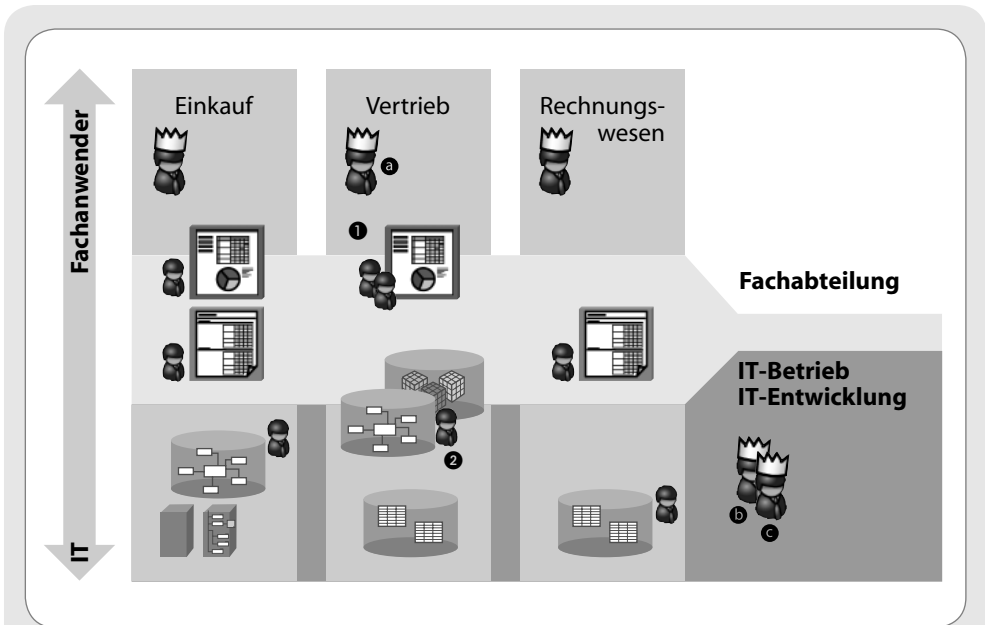 Fachanwender
IT
Einkauf
Vertrieb
Rechnungs-
wesen
a
1
Fachabteilung
IT-Betrieb
IT-Entwicklung
2
b
c